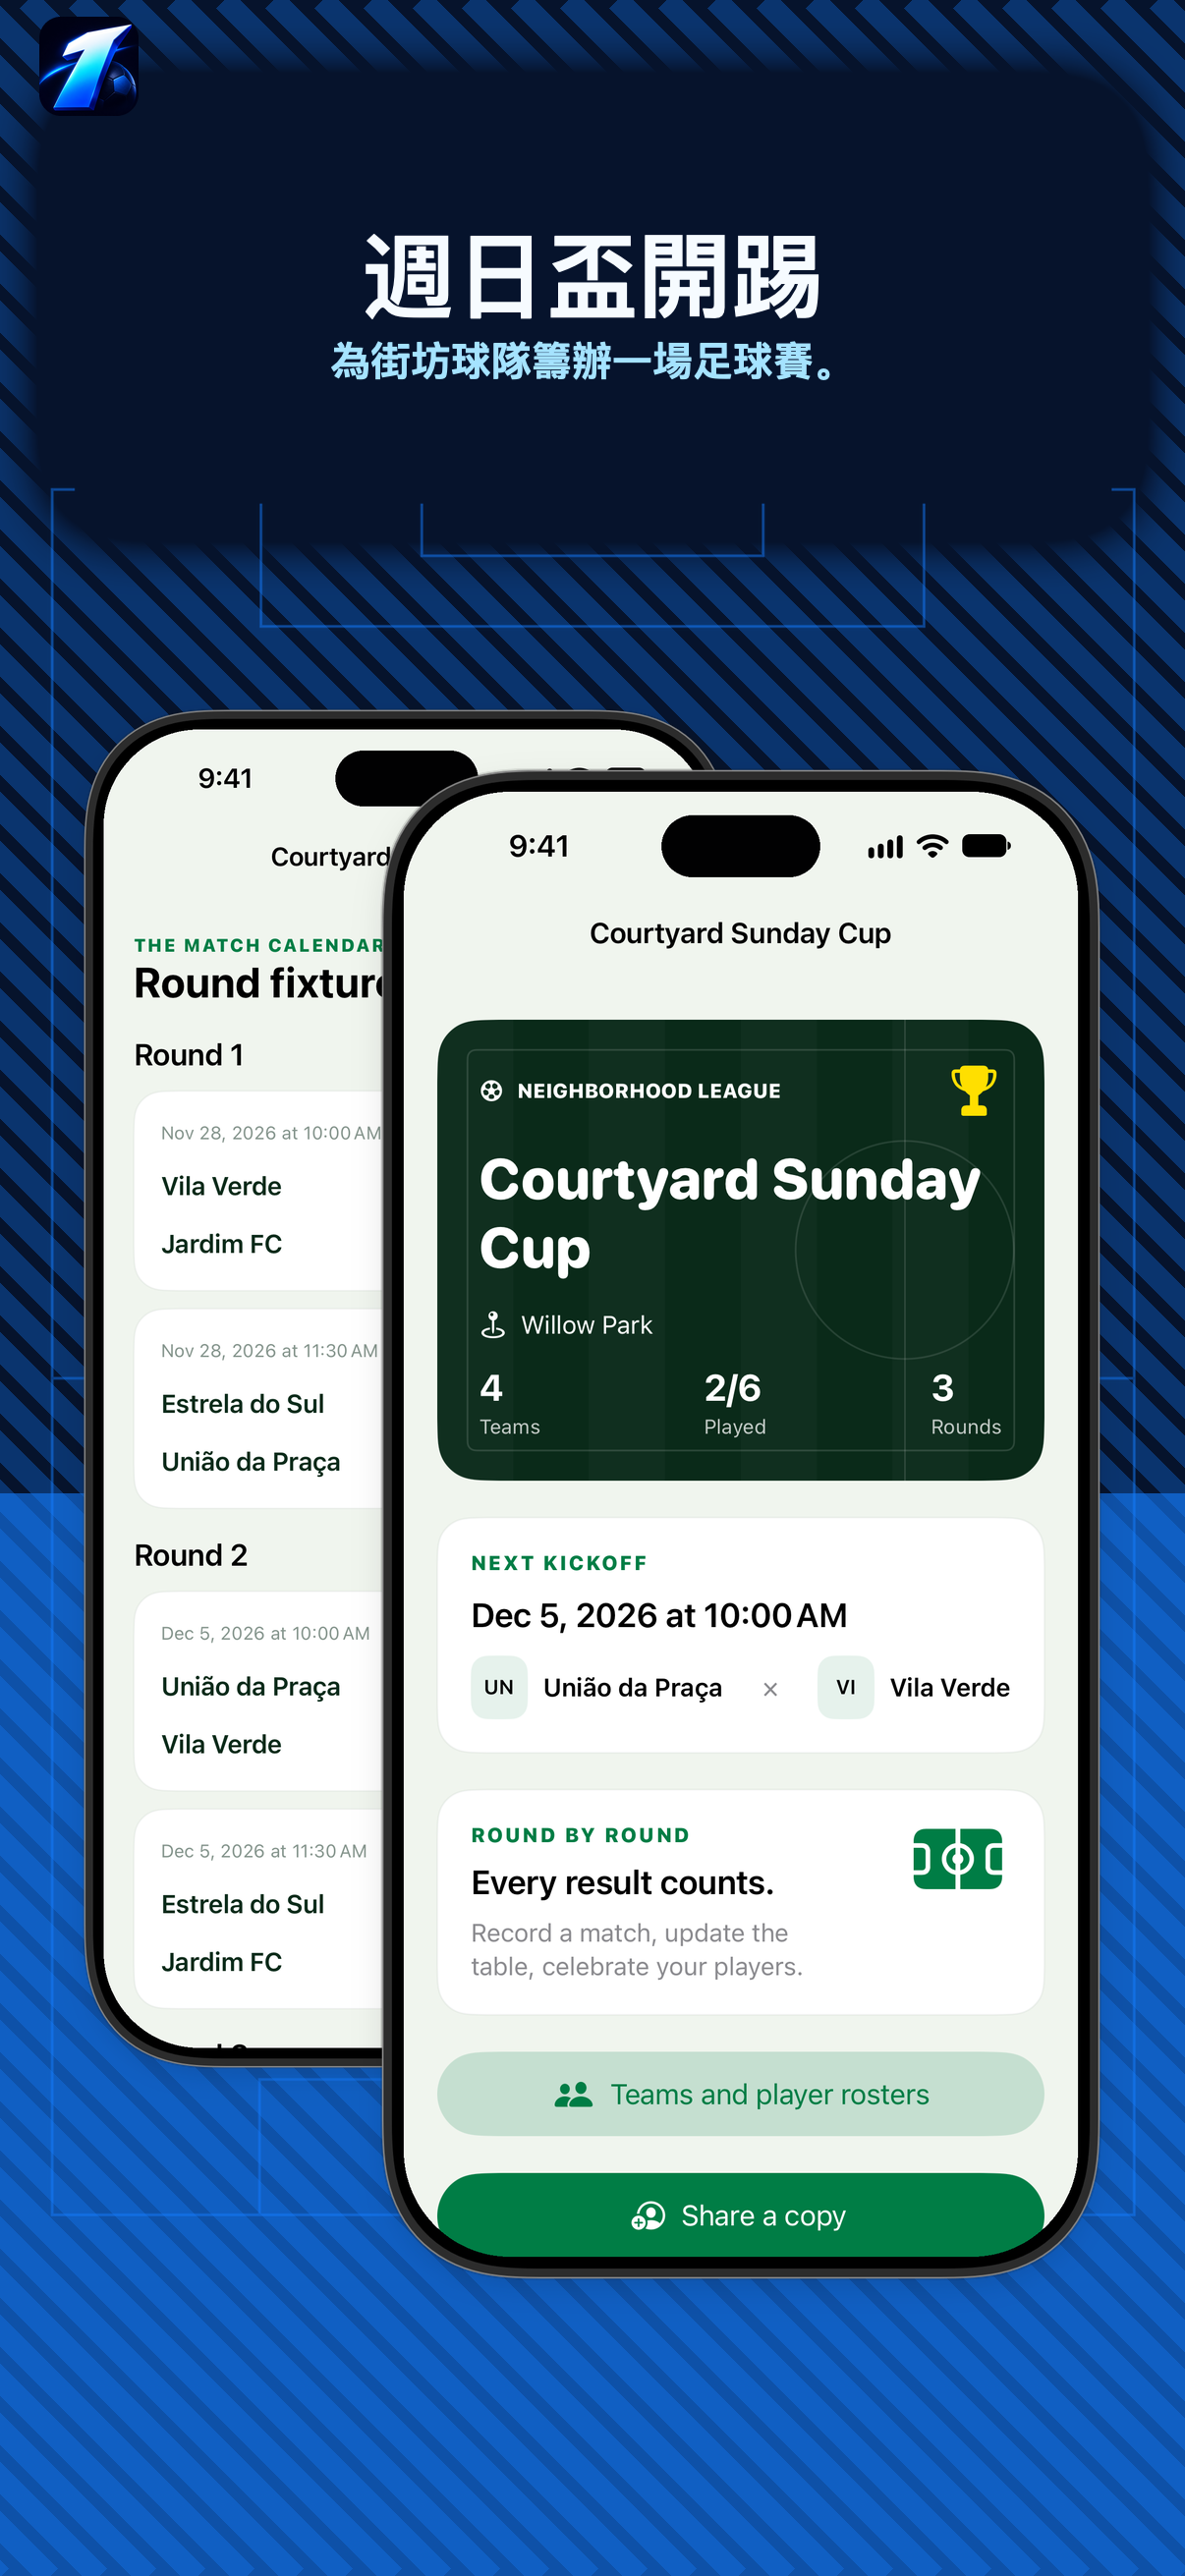 週日盃開踢
為街坊球隊籌辦一場足球賽。
9:41
Courtyard
THE MATCH CALENDAR
Round fixture
Round 1
Nov 28, 2026 at 10:00 AM
Vila Verde
Jardim FC
Nov 28, 2026 at 11:30 AM
Estrela do Sul
União da Praça
Round 2
Dec 5, 2026 at 10:00 AM
União da Praça
Vila Verde
Dec 5, 2026 at 11:30 AM
Estrela do Sul
Jardim FC
9:41
Courtyard Sunday Cup
NEIGHBORHOOD LEAGUE
Courtyard Sunday
Cup
Willow Park
4 2/6 3
Teams Played Rounds
NEXT KICKOFF
Dec 5, 2026 at 10:00 AM
UN União da Praça × VI Vila Verde
ROUND BY ROUND
Every result counts.
Record a match, update the
table, celebrate your players.
Teams and player rosters
Share a copy